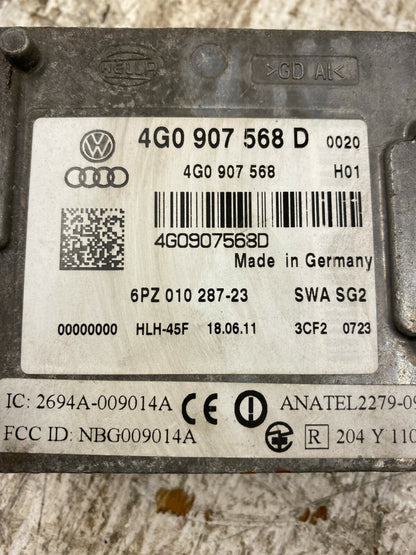 HELLA >GD Al<
4G0 907 568 D 0020
4G0 907 568 H01
4G0907568D
Made in Germany
6PZ 010 287-23 SWA SG2
00000000 HLH-45F 18.06.11 3CF2 0723
IC: 2694A-009014A CE ANATEL2279-09
FCC ID: NBG009014A R 204 Y 110